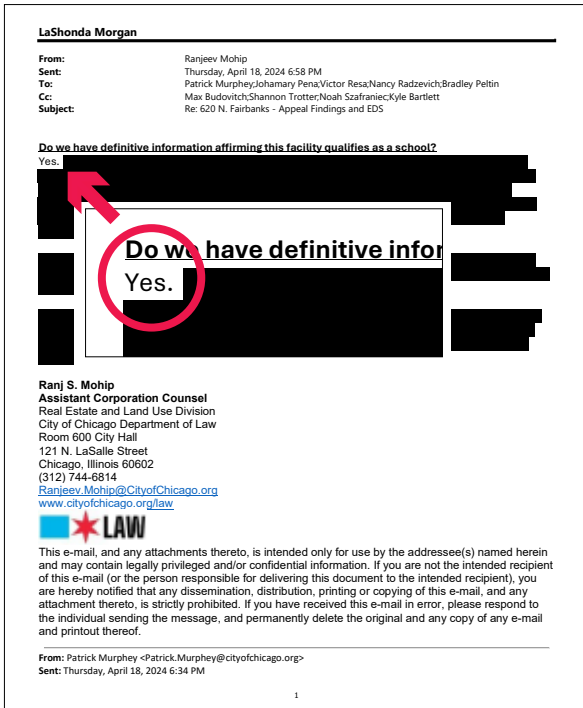 LaShonda Morgan
From: Ranjeev Mohip
Sent: Thursday, April 18, 2024 6:58 PM
To: Patrick Murphey;Johamary Pena;Victor Resa;Nancy Radzevich;Bradley Peltin
Cc: Max Budovitch;Shannon Trotter;Noah Szafraniec;Kyle Bartlett
Subject: Re: 620 N. Fairbanks - Appeal Findings and EDS
Do we have definitive information affirming this facility qualifies as a school?
Yes.
Do we have definitive infor
Yes.
Ranj S. Mohip
Assistant Corporation Counsel
Real Estate and Land Use Division
City of Chicago Department of Law
Room 600 City Hall
121 N. LaSalle Street
Chicago, Illinois 60602
(312) 744-6814
Ranjeev.Mohip@CityofChicago.org
www.cityofchicago.org/law
LAW
This e-mail, and any attachments thereto, is intended only for use by the addressee(s) named herein
and may contain legally privileged and/or confidential information. If you are not the intended recipient
of this e-mail (or the person responsible for delivering this document to the intended recipient), you
are hereby notified that any dissemination, distribution, printing or copying of this e-mail, and any
attachment thereto, is strictly prohibited. If you have received this e-mail in error, please respond to
the individual sending the message, and permanently delete the original and any copy of any e-mail
and printout thereof.
From: Patrick Murphey <Patrick.Murphey@cityofchicago.org>
Sent: Thursday, April 18, 2024 6:34 PM
1